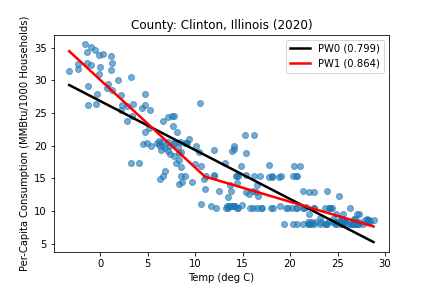 County: Clinton, Illinois (2020)
PW0 (0.799)
PW1 (0.864)
Per-Capita Consumption (MMBtu/1000 Households)
35
30
25
20
15
10
5
0
5
10
15
20
25
30
Temp (deg C)